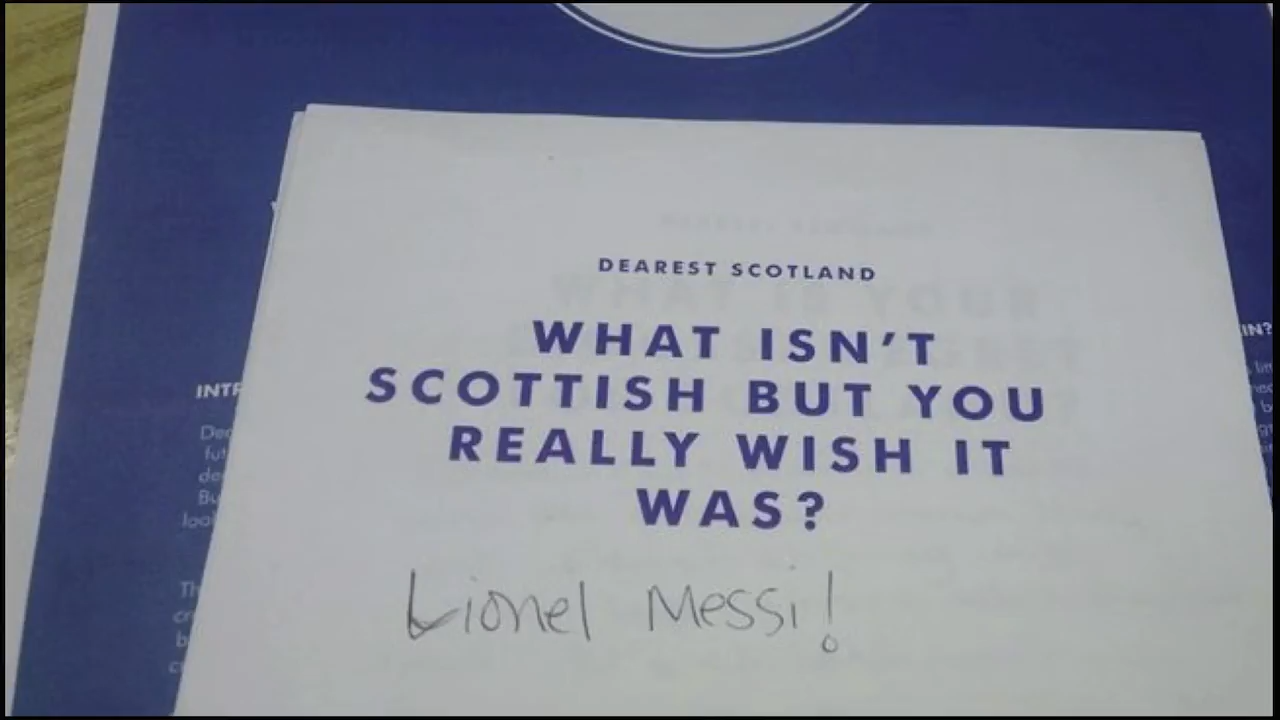 DEAREST SCOTLAND
WHAT ISN'T
SCOTTISH BUT YOU
REALLY WISH IT
WAS?
Lionel Messi!